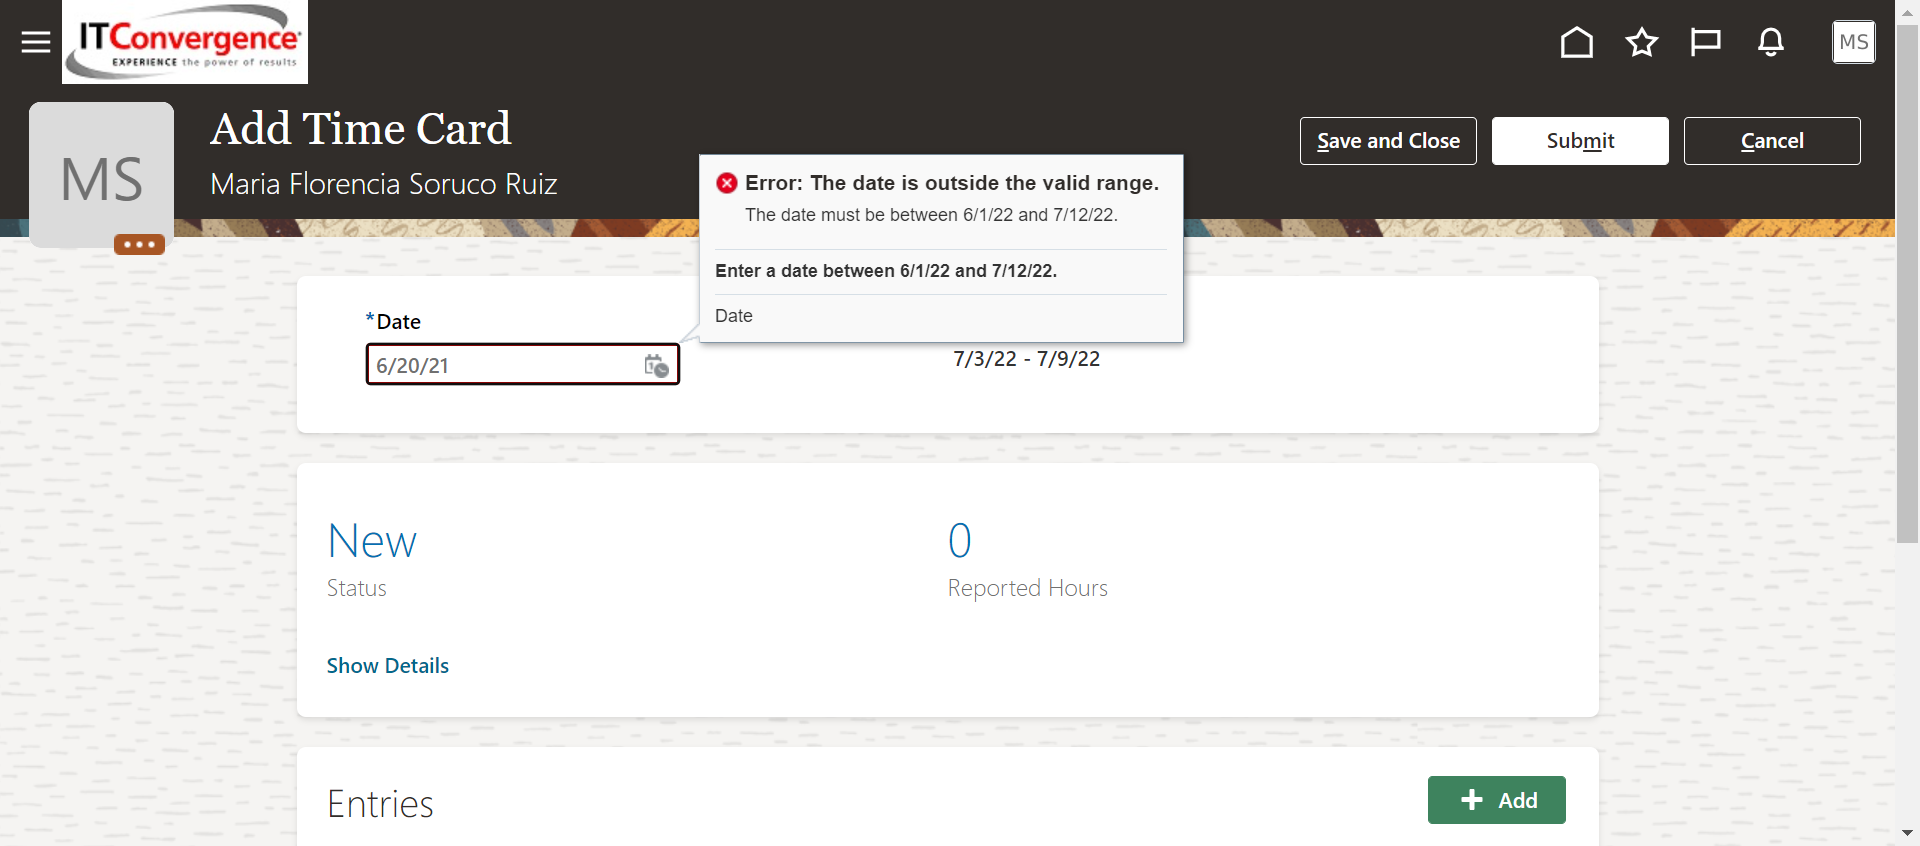 ITConvergence
EXPERIENCE the power of results
MS
MS
Add Time Card
Maria Florencia Soruco Ruiz
Save and Close
Submit
Cancel
Error: The date is outside the valid range.
The date must be between 6/1/22 and 7/12/22.
Enter a date between 6/1/22 and 7/12/22.
Date
*Date
6/20/21
7/3/22 - 7/9/22
New
Status
0
Reported Hours
Show Details
Entries
Add